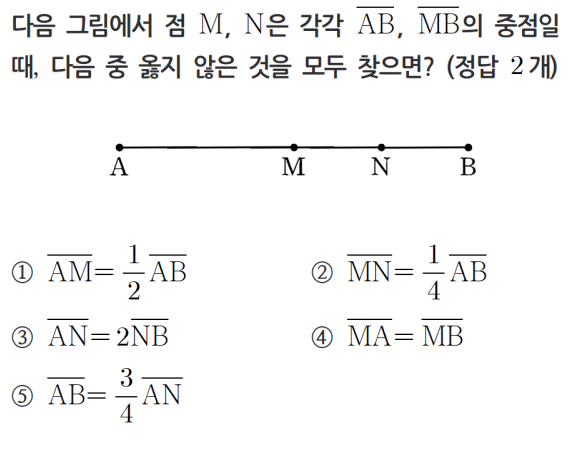 다음 그림에서 점 M, N은 각각 $\overline{AB}$, $\overline{MB}$의 중점일
때, 다음 중 옳지 않은 것을 모두 찾으면? (정답 2개)
A M N B
① $\overline{AM}=\frac{1}{2}\overline{AB}$ ② $\overline{MN}=\frac{1}{4}\overline{AB}$
③ $\overline{AN}=2\overline{NB}$ ④ $\overline{MA}=\overline{MB}$
⑤ $\overline{AB}=\frac{3}{4}\overline{AN}$